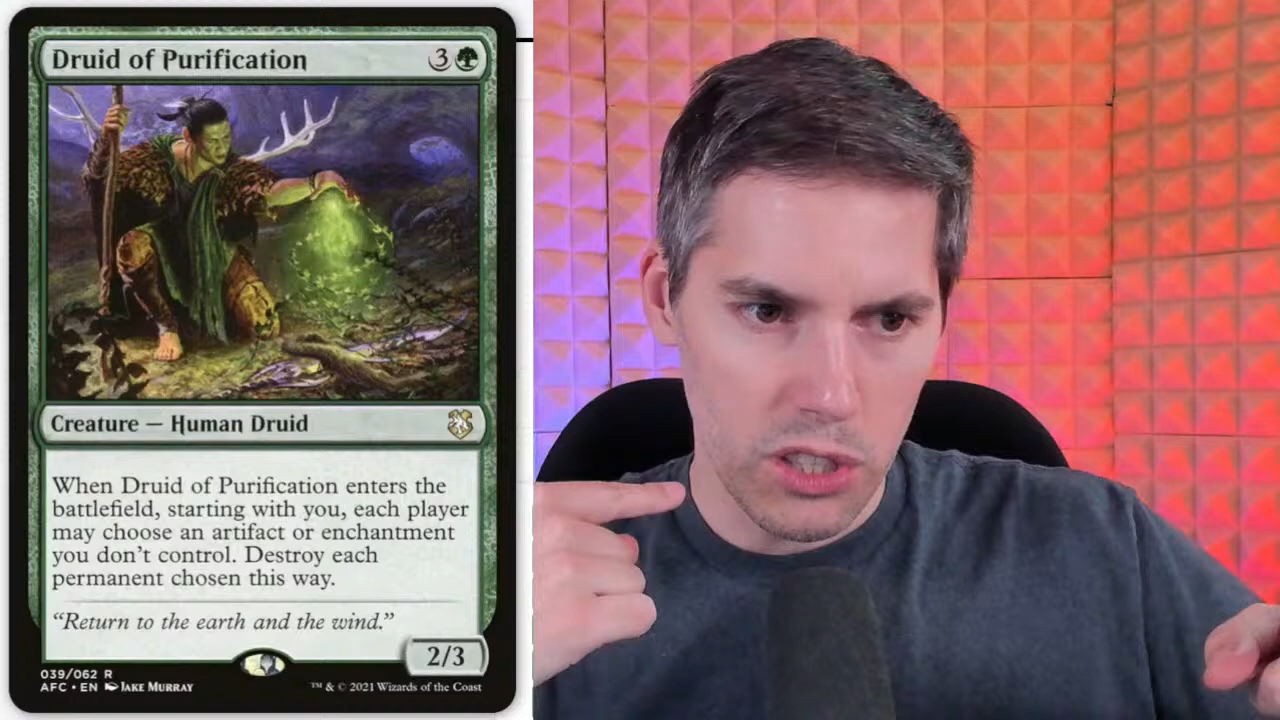 Druid of Purification 3
Creature — Human Druid
When Druid of Purification enters the
battlefield, starting with you, each player
may choose an artifact or enchantment
you don't control. Destroy each
permanent chosen this way.
"Return to the earth and the wind."
2/3
039/062 R
AFC • EN JAKE MURRAY
™ & © 2021 Wizards of the Coast